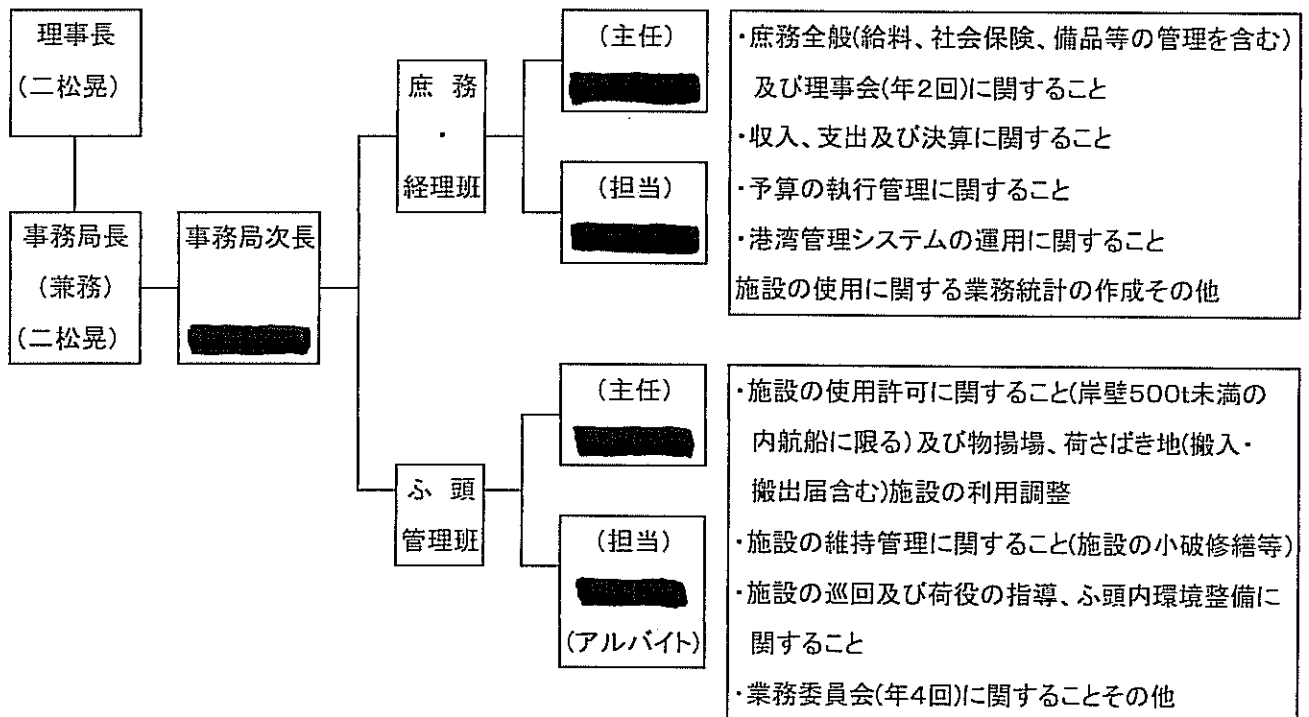 理事長
(二松晃)
事務局長
(兼務)
(二松晃)
事務局次長
庶務
・
経理班
(主任)
(担当)
・庶務全般(給料、社会保険、備品等の管理を含む)
及び理事会(年2回)に関すること
・収入、支出及び決算に関すること
・予算の執行管理に関すること
・港湾管理システムの運用に関すること
施設の使用に関する業務統計の作成その他
ふ頭
管理班
(主任)
(担当)
(アルバイト)
・施設の使用許可に関すること(岸壁500t未満の
内航船に限る)及び物揚場、荷さばき地(搬入・
搬出届含む)施設の利用調整
・施設の維持管理に関すること(施設の小破修繕等)
・施設の巡回及び荷役の指導、ふ頭内環境整備に
関すること
・業務委員会(年4回)に関することその他